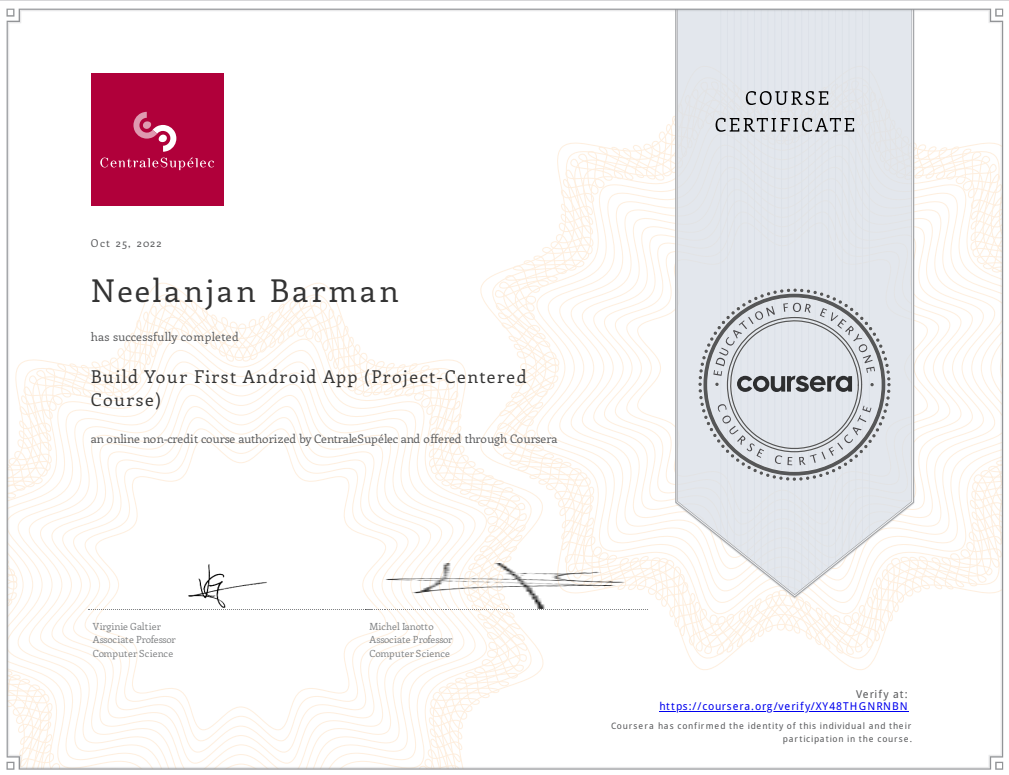 COURSE
CERTIFICATE
CentraleSupélec
Oct 25, 2022
Neelanjan Barman
has successfully completed
Build Your First Android App (Project-Centered
Course)
an online non-credit course authorized by CentraleSupélec and offered through Coursera
EDUCATION FOR EVERYONE
coursera
COURSE CERTIFICATE
Virginie Galtier
Associate Professor
Computer Science
Michel Ianotto
Associate Professor
Computer Science
Verify at:
https://coursera.org/verify/XY48THGNRNBN
Coursera has confirmed the identity of this individual and their
participation in the course.